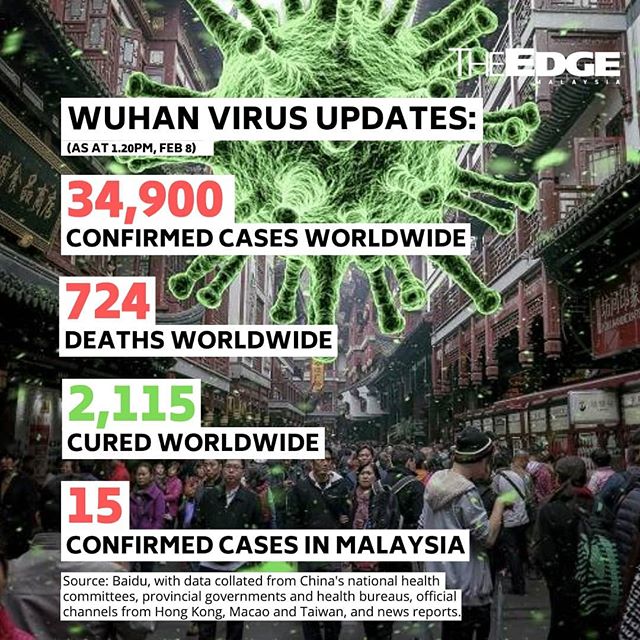 THE EDGE
MALAYSIA
WUHAN VIRUS UPDATES:
(AS AT 1.20PM, FEB 8)
34,900
CONFIRMED CASES WORLDWIDE
724
DEATHS WORLDWIDE
2,115
CURED WORLDWIDE
15
CONFIRMED CASES IN MALAYSIA
Source: Baidu, with data collated from China's national health
committees, provincial governments and health bureaus, official
channels from Hong Kong, Macao and Taiwan, and news reports.